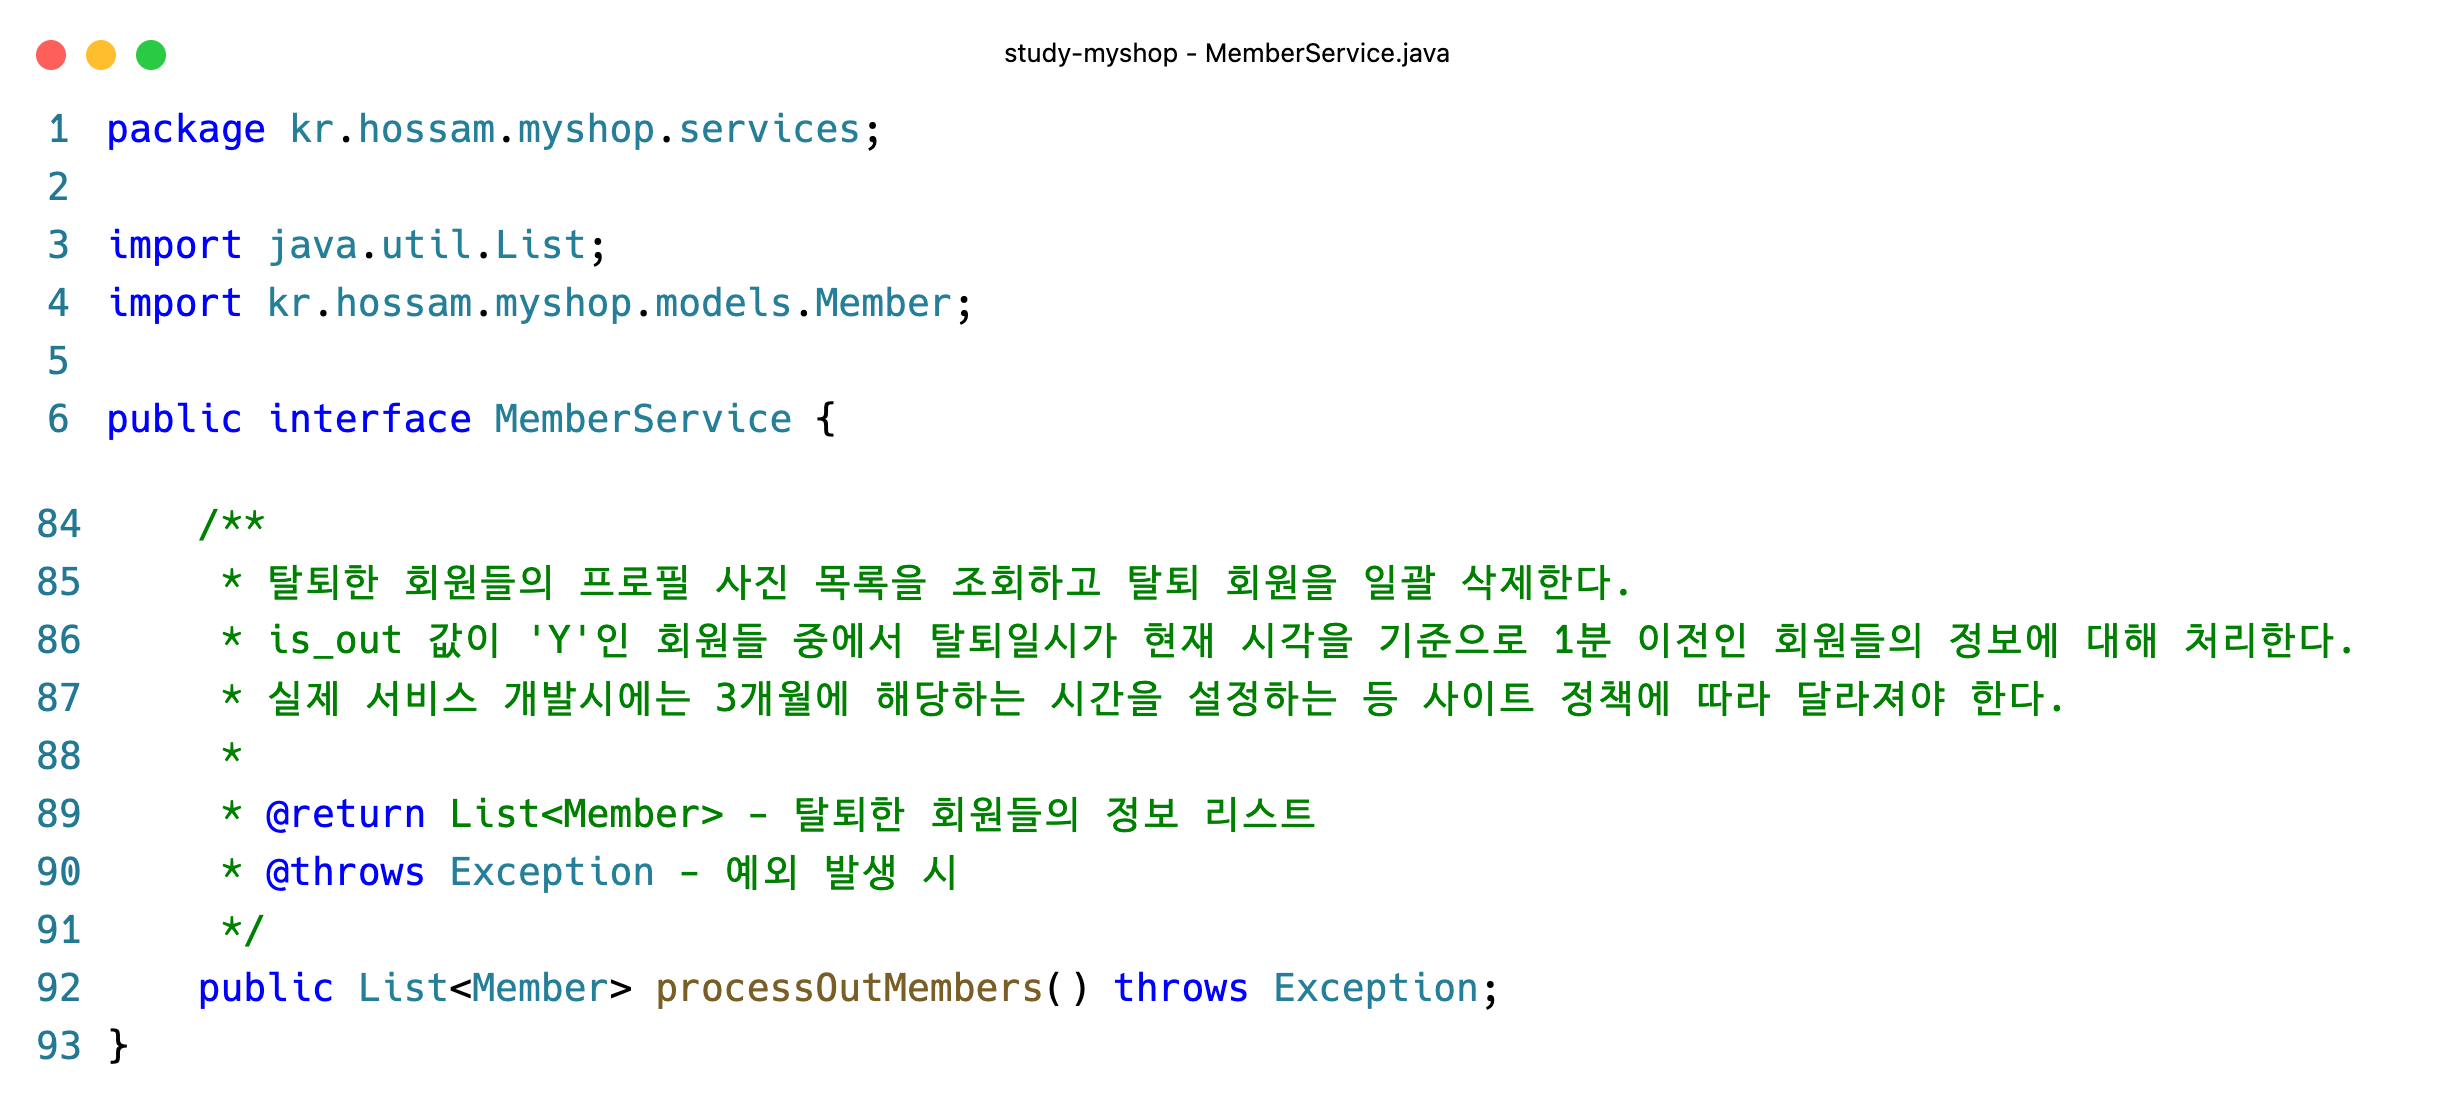 study-myshop - MemberService.java
1 package kr.hossam.myshop.services;
2
3 import java.util.List;
4 import kr.hossam.myshop.models.Member;
5
6 public interface MemberService {
84     /**
85      * 탈퇴한 회원들의 프로필 사진 목록을 조회하고 탈퇴 회원을 일괄 삭제한다.
86      * is_out 값이 'Y'인 회원들 중에서 탈퇴일시가 현재 시각을 기준으로 1분 이전인 회원들의 정보에 대해 처리한다.
87      * 실제 서비스 개발시에는 3개월에 해당하는 시간을 설정하는 등 사이트 정책에 따라 달라져야 한다.
88      *
89      * @return List<Member> - 탈퇴한 회원들의 정보 리스트
90      * @throws Exception - 예외 발생 시
91      */
92     public List<Member> processOutMembers() throws Exception;
93 }